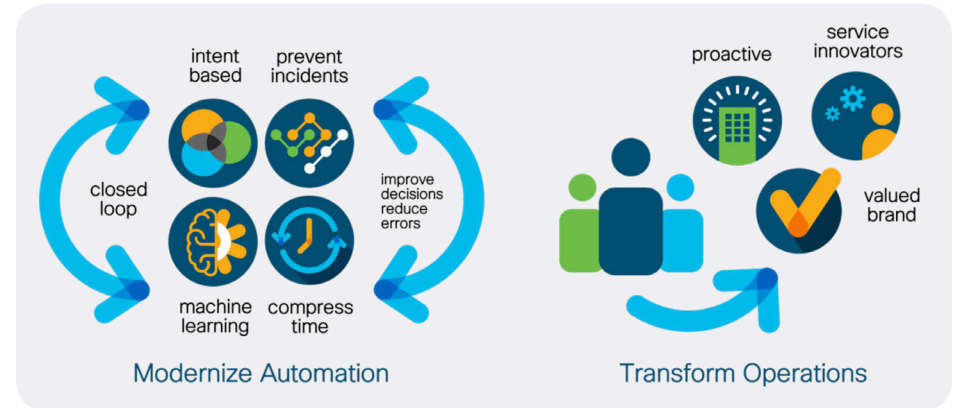 intent
based
prevent
incidents
closed
loop
improve
decisions
reduce
errors
machine
learning
compress
time
Modernize Automation
proactive
service
innovators
valued
brand
Transform Operations